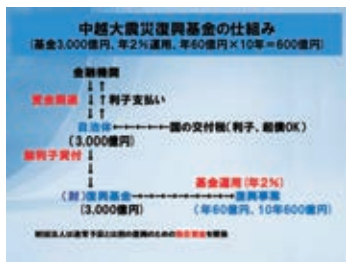 中越大震災復興基金の仕組み
(基金3,000億円、年2%運用、年60億円×10年=600億円)
金融機関
資金調達
利子支払い
自治体
国の交付税(利子、起債OK)
(3,000億円)
無利子貸付
基金運用(年2%)
(財)復興基金
復興事業
(3,000億円)
(年60億円、10年600億円)